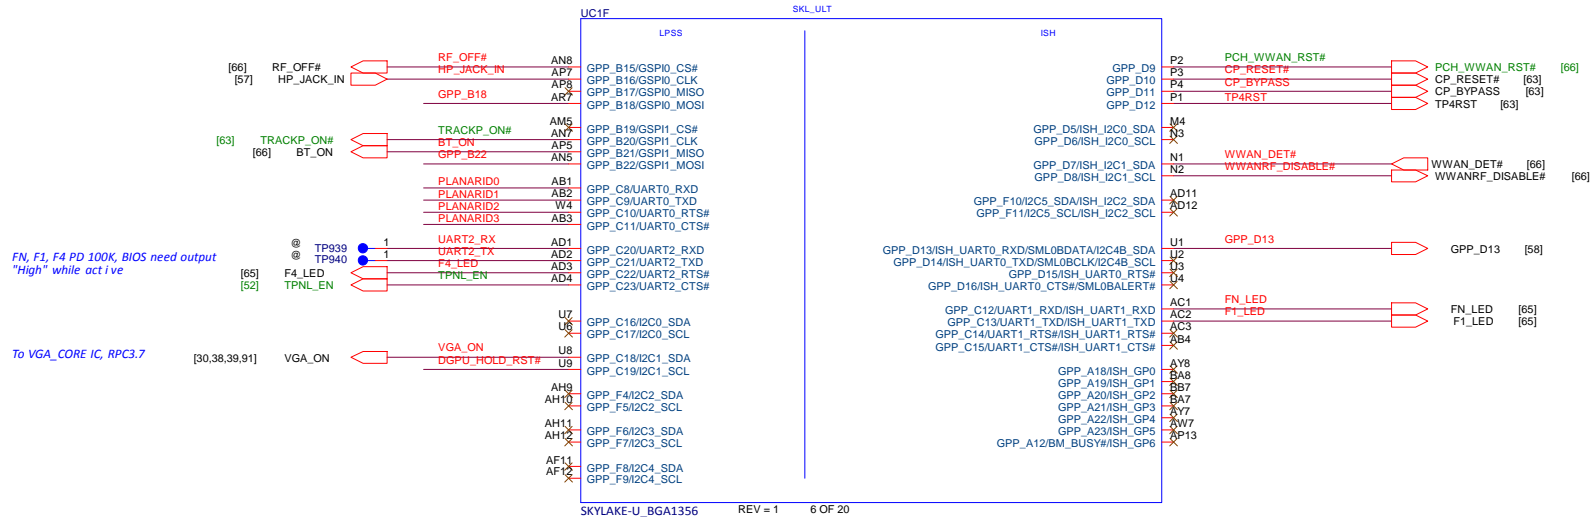 UC1F
SKL_ULT
LPSS
ISH
[66] RF_OFF# RF_OFF# AN8 GPP_B15/GSPI0_CS#
[57] HP_JACK_IN HP_JACK_IN AP7 GPP_B16/GSPI0_CLK
AP8 GPP_B17/GSPI0_MISO
GPP_B18 AR7 GPP_B18/GSPI0_MOSI
AM5 GPP_B19/GSPI1_CS#
[63] TRACKP_ON# TRACKP_ON# AN7 GPP_B20/GSPI1_CLK
[66] BT_ON BT_ON AP5 GPP_B21/GSPI1_MISO
GPP_B22 AN5 GPP_B22/GSPI1_MOSI
PLANARID0 AB1 GPP_C8/UART0_RXD
PLANARID1 AB2 GPP_C9/UART0_TXD
PLANARID2 W4 GPP_C10/UART0_RTS#
PLANARID3 AB3 GPP_C11/UART0_CTS#
@ TP939 1 UART2_RX AD1 GPP_C20/UART2_RXD
@ TP940 1 UART2_TX AD2 GPP_C21/UART2_TXD
[65] F4_LED F4_LED AD3 GPP_C22/UART2_RTS#
[52] TPNL_EN TPNL_EN AD4 GPP_C23/UART2_CTS#
FN, F1, F4 PD 100K, BIOS need output
"High" while act i ve
U7 GPP_C16/I2C0_SDA
U6 GPP_C17/I2C0_SCL
To VGA_CORE IC, RPC3.7
[30,38,39,91] VGA_ON VGA_ON U8 GPP_C18/I2C1_SDA
DGPU_HOLD_RST# U9 GPP_C19/I2C1_SCL
AH9 GPP_F4/I2C2_SDA
AH10 GPP_F5/I2C2_SCL
AH11 GPP_F6/I2C3_SDA
AH12 GPP_F7/I2C3_SCL
AF11 GPP_F8/I2C4_SDA
AF12 GPP_F9/I2C4_SCL
GPP_D9 P2 PCH_WWAN_RST# PCH_WWAN_RST# [66]
GPP_D10 P3 CP_RESET# CP_RESET# [63]
GPP_D11 P4 CP_BYPASS CP_BYPASS [63]
GPP_D12 P1 TP4RST TP4RST [63]
GPP_D5/ISH_I2C0_SDA M4
GPP_D6/ISH_I2C0_SCL N3
GPP_D7/ISH_I2C1_SDA N1 WWAN_DET# WWAN_DET# [66]
GPP_D8/ISH_I2C1_SCL N2 WWANRF_DISABLE# WWANRF_DISABLE# [66]
GPP_F10/I2C5_SDA/ISH_I2C2_SDA AD11
GPP_F11/I2C5_SCL/ISH_I2C2_SCL AD12
GPP_D13/ISH_UART0_RXD/SML0BDATA/I2C4B_SDA U1 GPP_D13 GPP_D13 [58]
GPP_D14/ISH_UART0_TXD/SML0BCLK/I2C4B_SCL U2
GPP_D15/ISH_UART0_RTS# U3
GPP_D16/ISH_UART0_CTS#/SML0BALERT# U4
GPP_C12/UART1_RXD/ISH_UART1_RXD AC1 FN_LED FN_LED [65]
GPP_C13/UART1_TXD/ISH_UART1_TXD AC2 F1_LED F1_LED [65]
GPP_C14/UART1_RTS#/ISH_UART1_RTS# AC3
GPP_C15/UART1_CTS#/ISH_UART1_CTS# AB4
GPP_A18/ISH_GP0 AY8
GPP_A19/ISH_GP1 BA8
GPP_A20/ISH_GP2 BB7
GPP_A21/ISH_GP3 BA7
GPP_A22/ISH_GP4 AY7
GPP_A23/ISH_GP5 AW7
GPP_A12/BM_BUSY#/ISH_GP6 AP13
SKYLAKE-U_BGA1356 REV = 1 6 OF 20